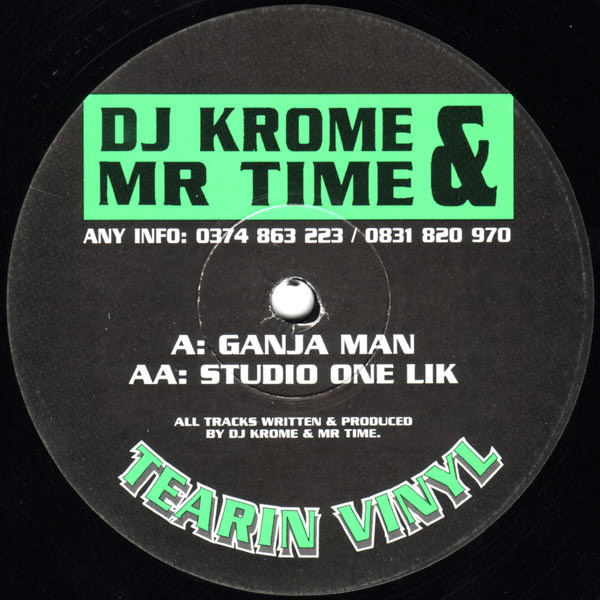 DJ KROME &
MR TIME
ANY INFO: 0374 863 223 / 0831 820 970
A: GANJA MAN
AA: STUDIO ONE LIK
ALL TRACKS WRITTEN & PRODUCED
BY DJ KROME & MR TIME.
TEARIN VINYL